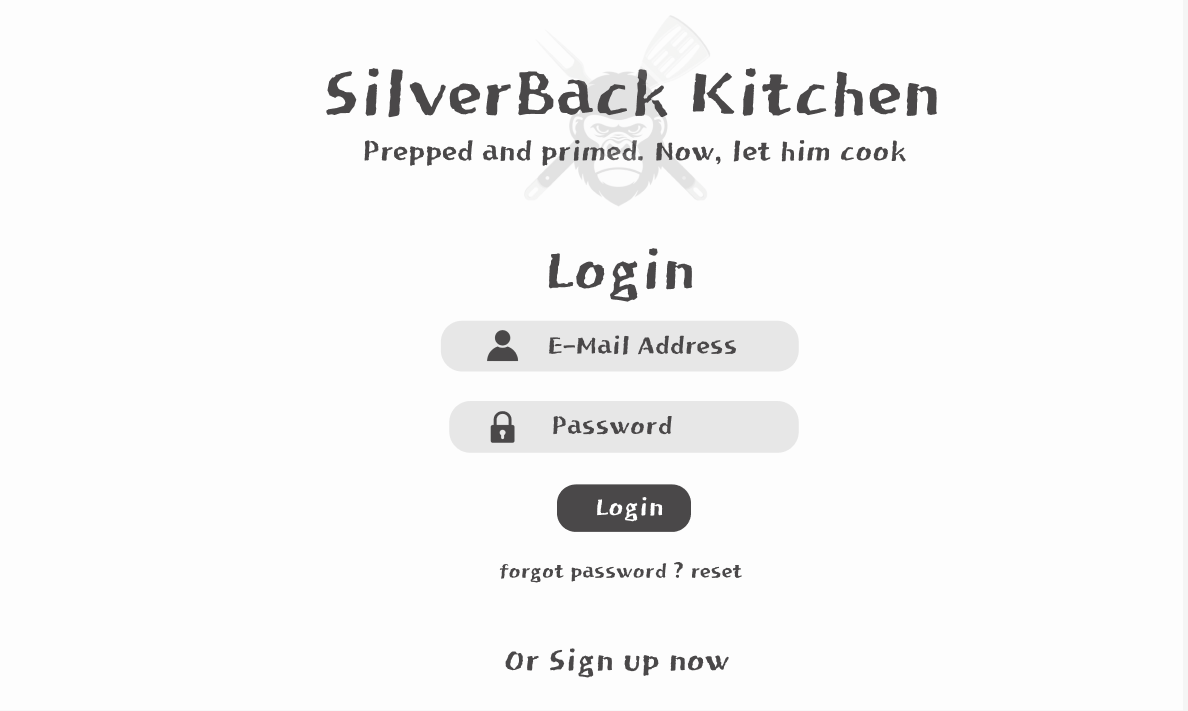 SilverBack Kitchen
Prepped and primed. Now, let him cook
Login
E-Mail Address
Password
Login
forgot password ? reset
Or Sign up now